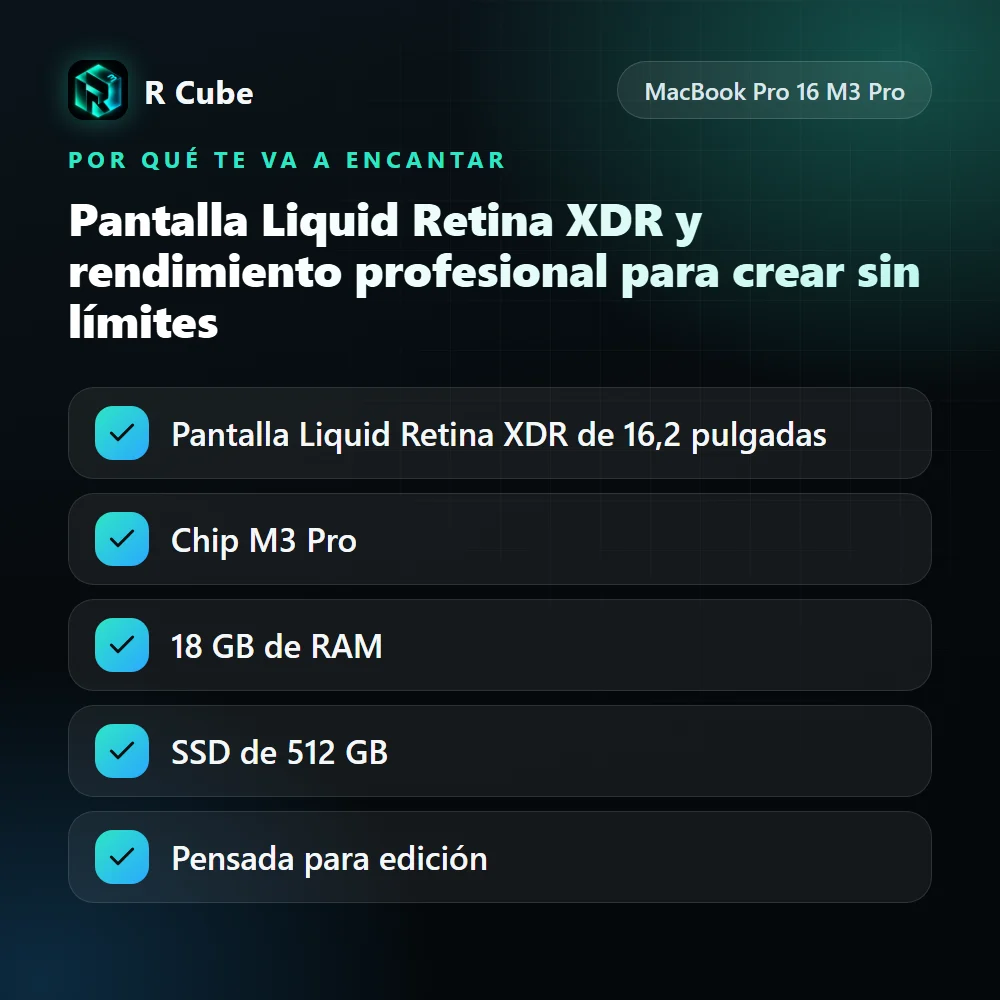 R Cube
MacBook Pro 16 M3 Pro
POR QUÉ TE VA A ENCANTAR
Pantalla Liquid Retina XDR y
rendimiento profesional para crear sin
límites
Pantalla Liquid Retina XDR de 16,2 pulgadas
Chip M3 Pro
18 GB de RAM
SSD de 512 GB
Pensada para edición